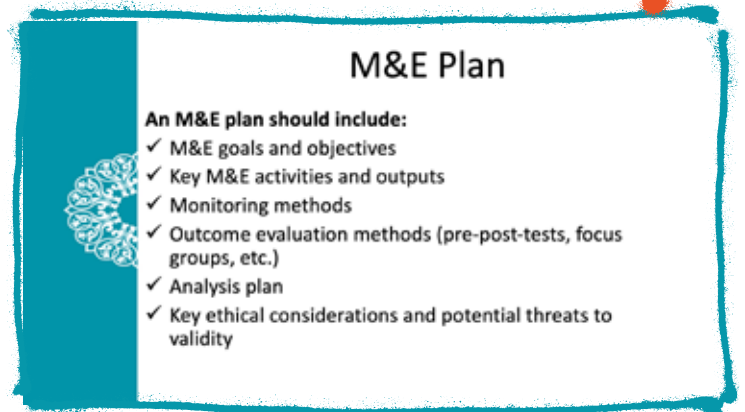 M&E Plan
An M&E plan should include:
✓ M&E goals and objectives
✓ Key M&E activities and outputs
✓ Monitoring methods
✓ Outcome evaluation methods (pre-post-tests, focus
groups, etc.)
✓ Analysis plan
✓ Key ethical considerations and potential threats to
validity